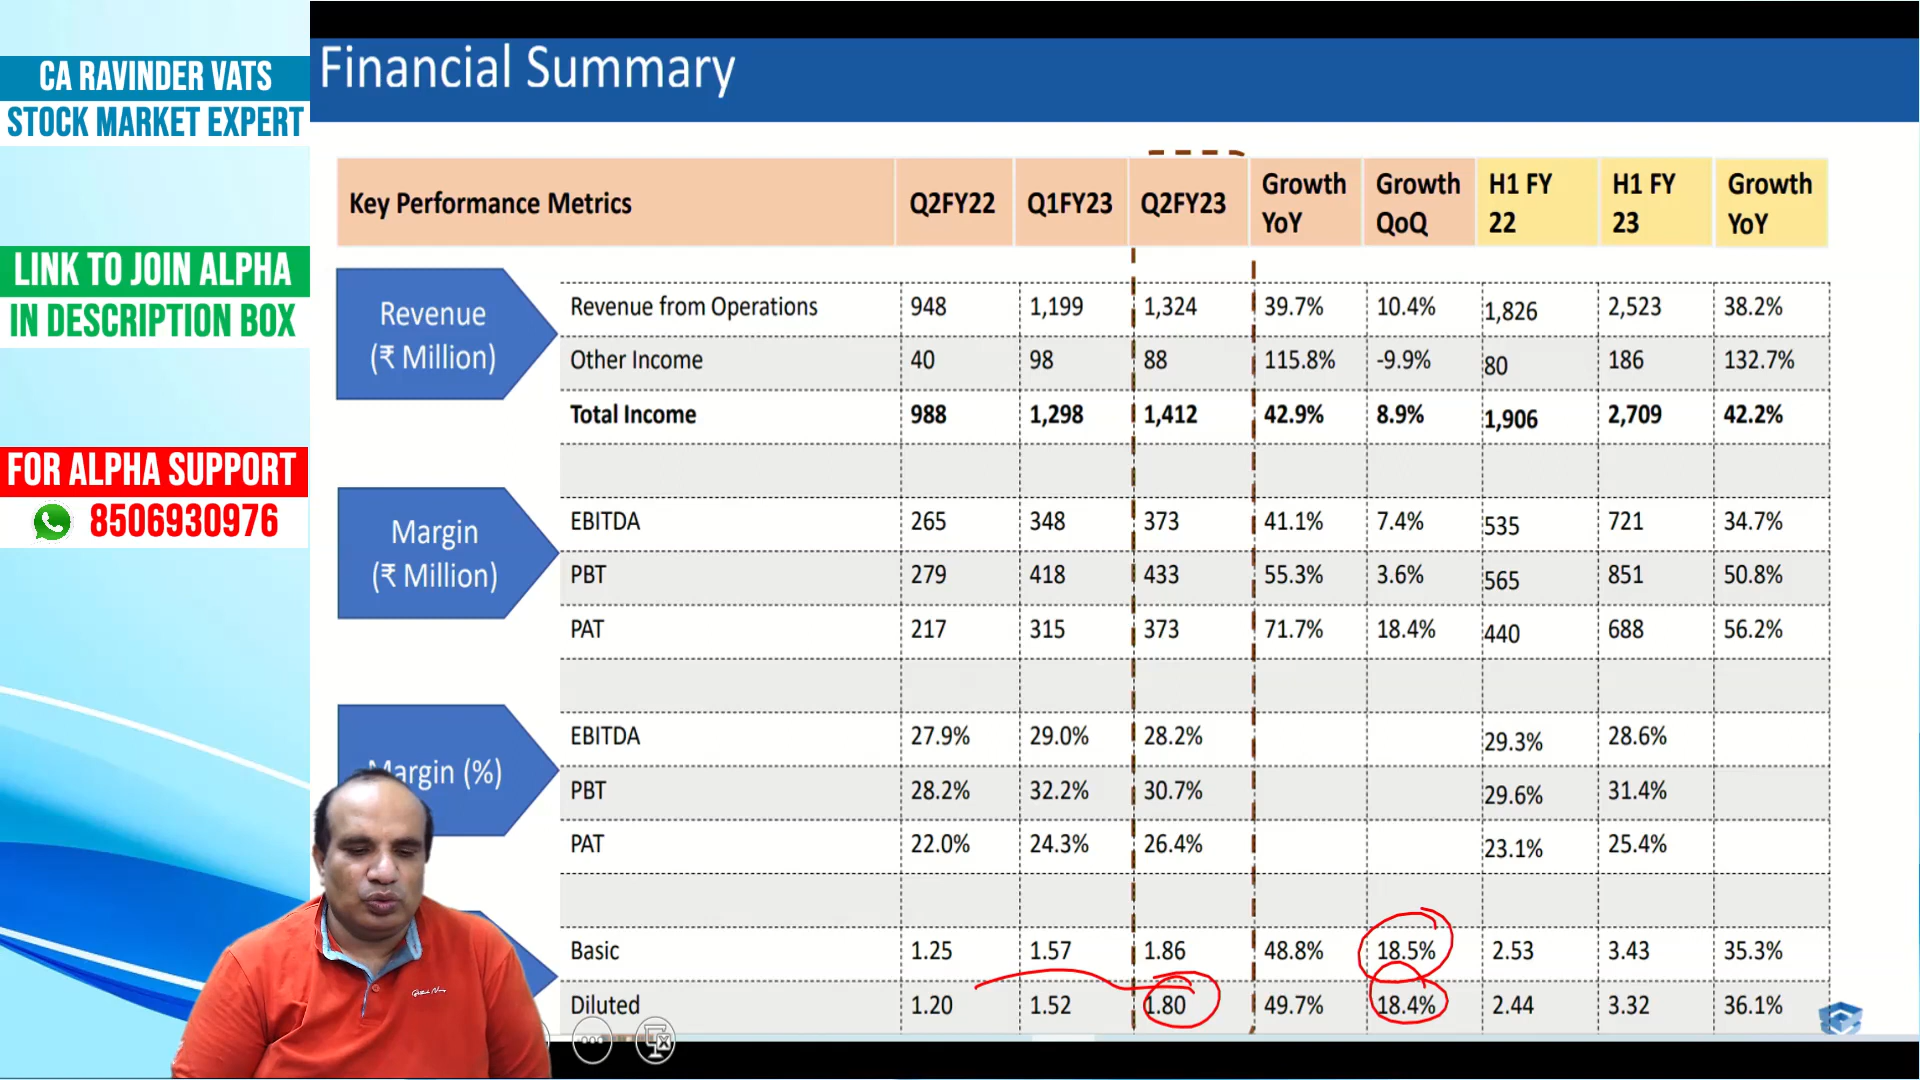 CA RAVINDER VATS
STOCK MARKET EXPERT
LINK TO JOIN ALPHA
IN DESCRIPTION BOX
FOR ALPHA SUPPORT
8506930976
Financial Summary
Key Performance Metrics Q2FY22 Q1FY23 Q2FY23 Growth YoY Growth QoQ H1 FY 22 H1 FY 23 Growth YoY
Revenue
(₹ Million)
Revenue from Operations 948 1,199 1,324 39.7% 10.4% 1,826 2,523 38.2%
Other Income 40 98 88 115.8% -9.9% 80 186 132.7%
Total Income 988 1,298 1,412 42.9% 8.9% 1,906 2,709 42.2%
Margin
(₹ Million)
EBITDA 265 348 373 41.1% 7.4% 535 721 34.7%
PBT 279 418 433 55.3% 3.6% 565 851 50.8%
PAT 217 315 373 71.7% 18.4% 440 688 56.2%
Margin (%)
EBITDA 27.9% 29.0% 28.2% 29.3% 28.6%
PBT 28.2% 32.2% 30.7% 29.6% 31.4%
PAT 22.0% 24.3% 26.4% 23.1% 25.4%
Basic 1.25 1.57 1.86 48.8% 18.5% 2.53 3.43 35.3%
Diluted 1.20 1.52 1.80 49.7% 18.4% 2.44 3.32 36.1%